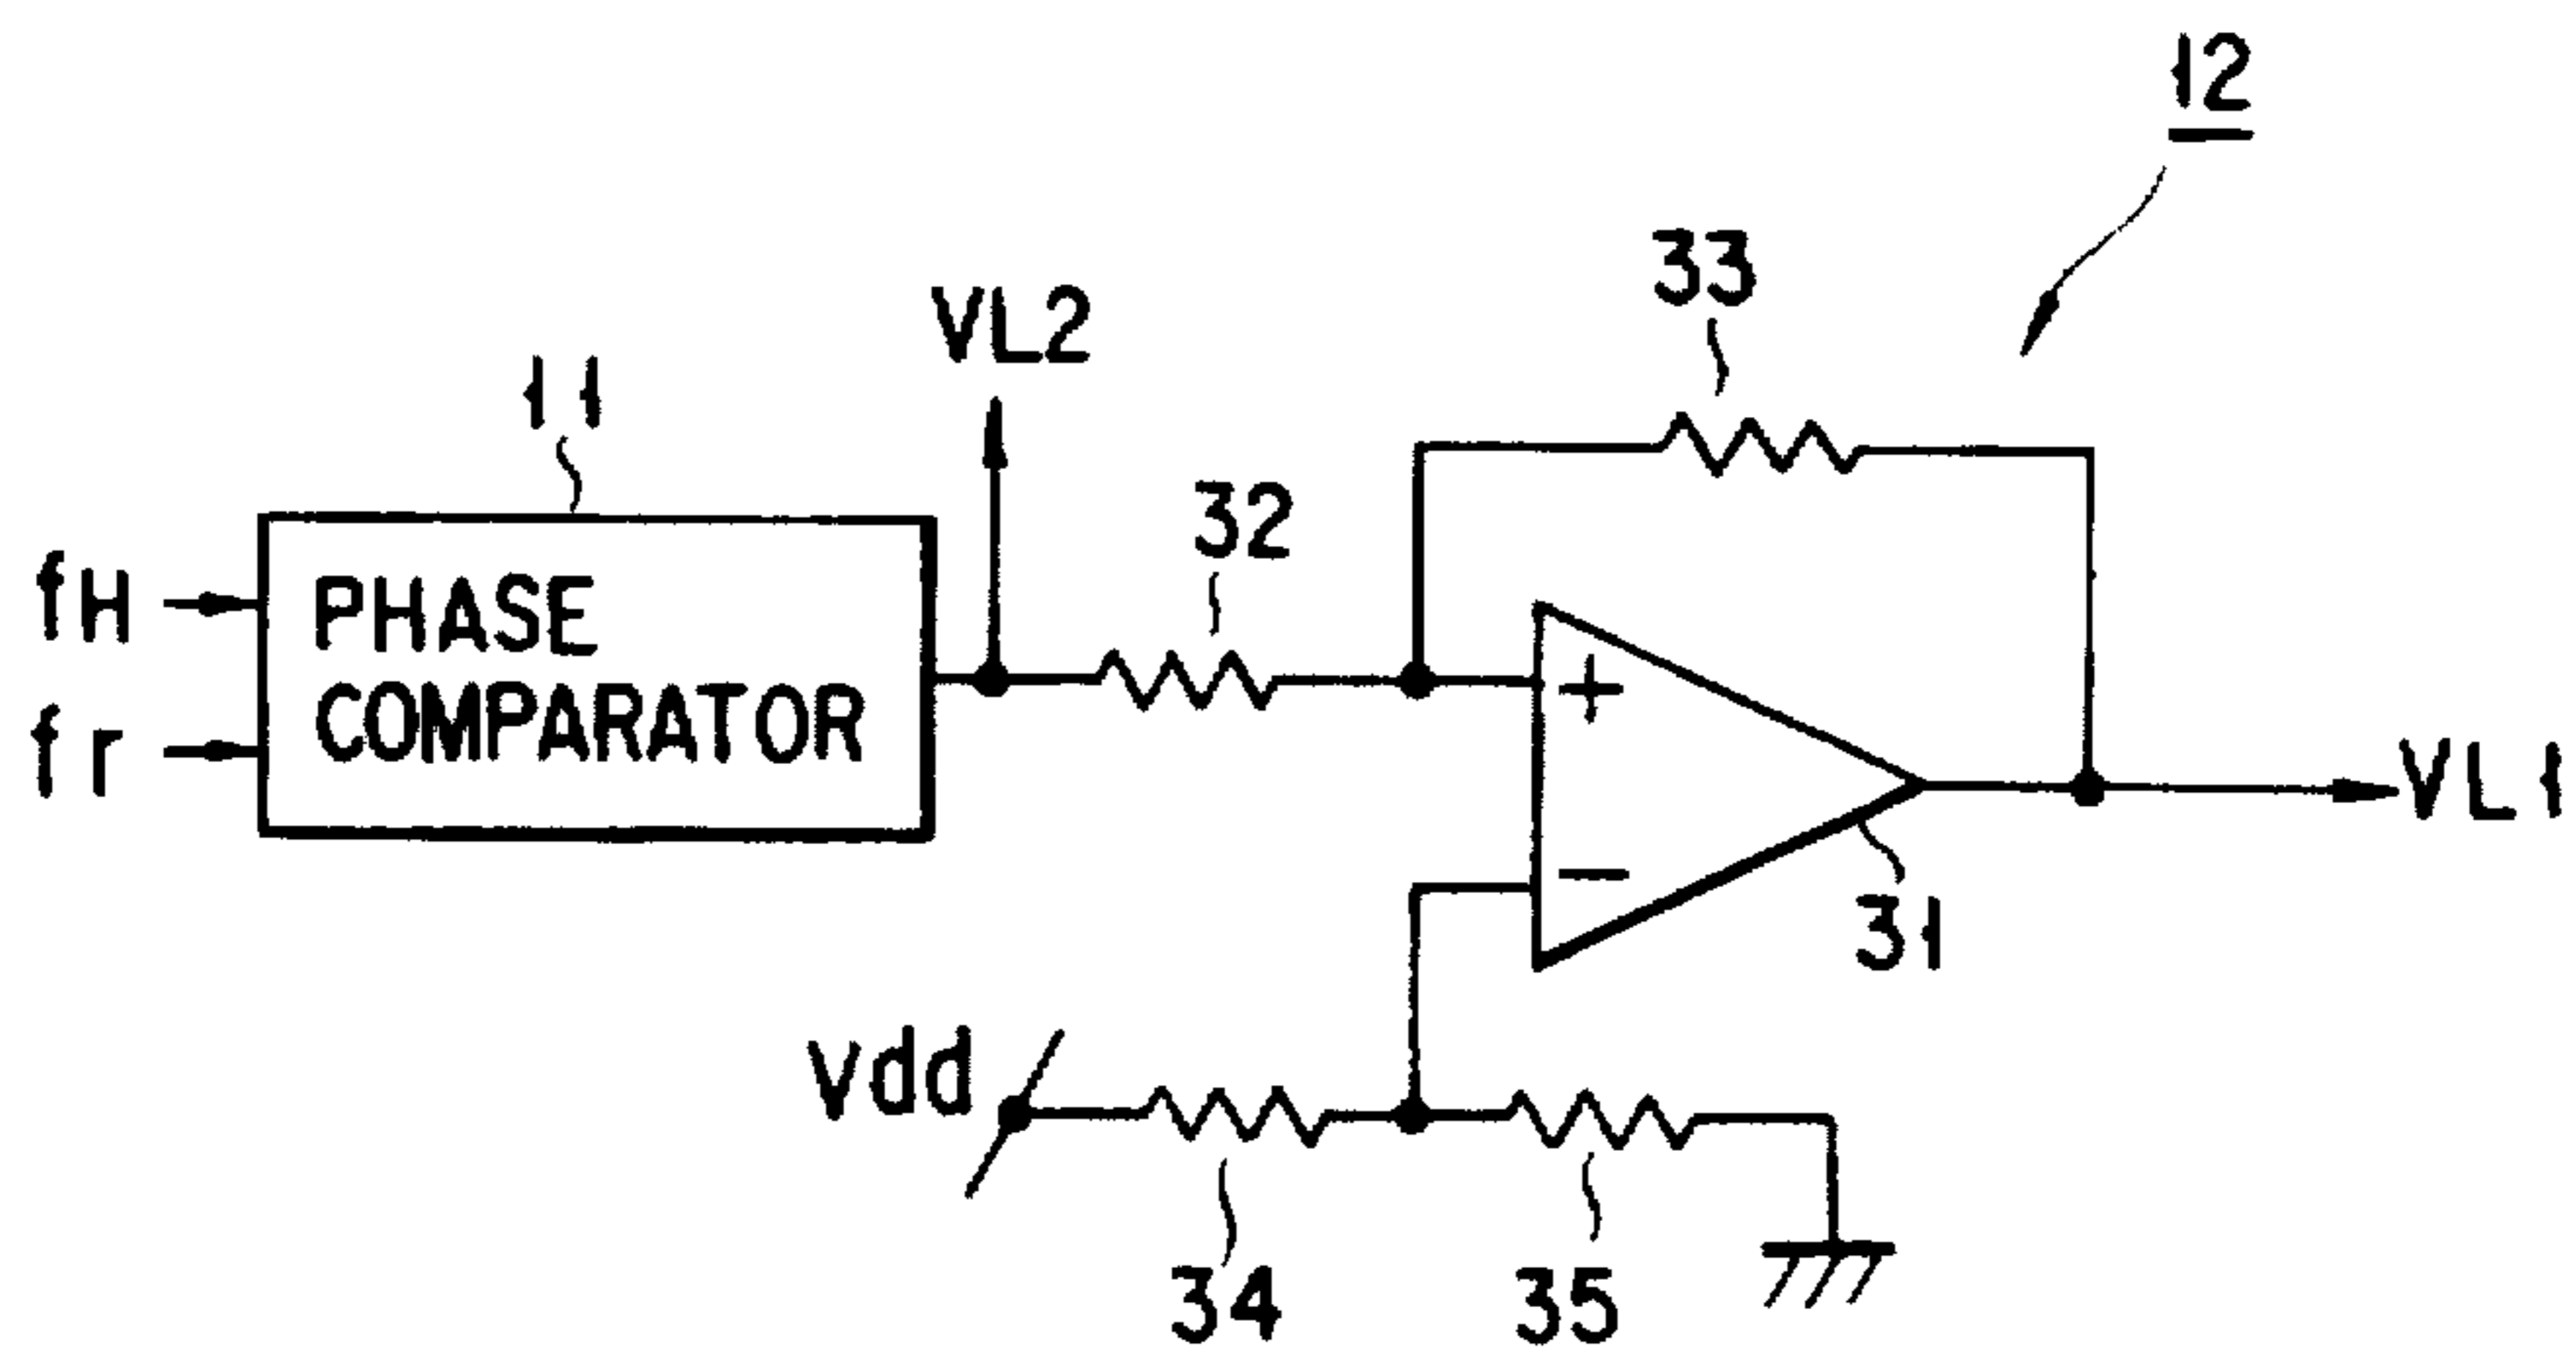 12
33
VL2
11
32
fH
PHASE
COMPARATOR
fr
+
VL1
−
31
Vdd
34
35